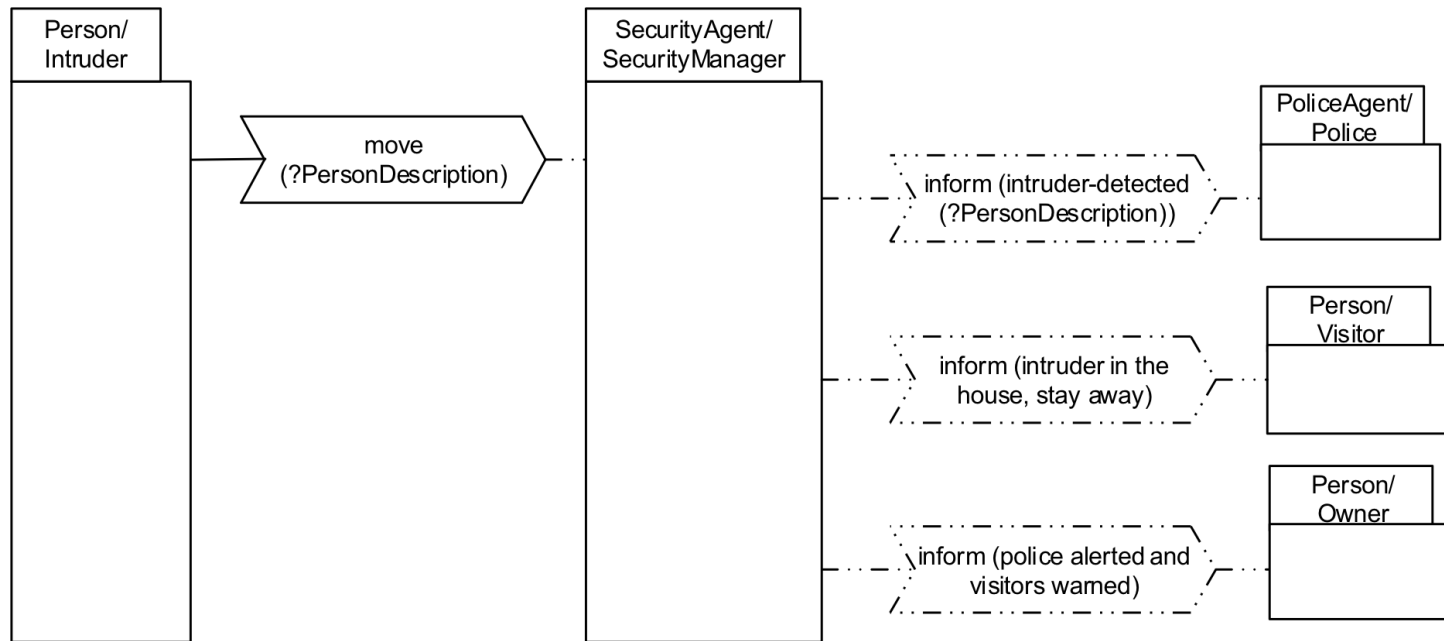 Person/
Intruder
SecurityAgent/
SecurityManager
move
(?PersonDescription)
PoliceAgent/
Police
inform (intruder-detected
(?PersonDescription))
Person/
Visitor
inform (intruder in the
house, stay away)
Person/
Owner
inform (police alerted and
visitors warned)